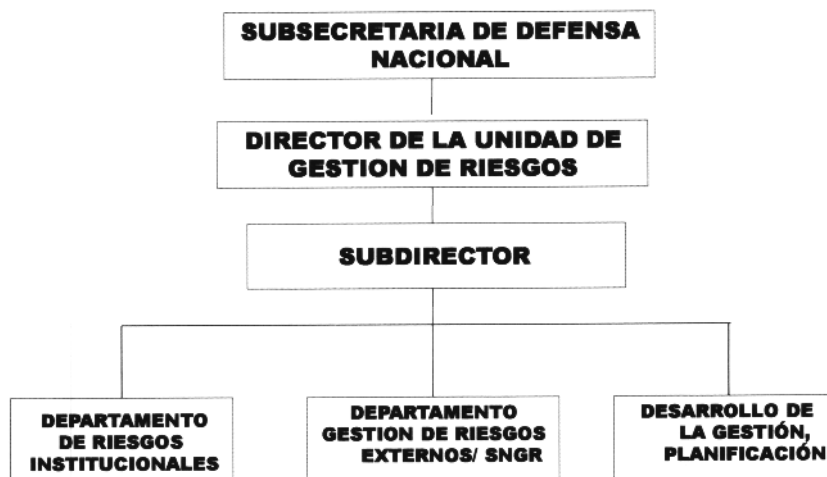 SUBSECRETARIA DE DEFENSA
NACIONAL
DIRECTOR DE LA UNIDAD DE
GESTION DE RIESGOS
SUBDIRECTOR
DEPARTAMENTO
DE RIESGOS
INSTITUCIONALES
DEPARTAMENTO
GESTION DE RIESGOS
EXTERNOS/ SNGR
DESARROLLO DE
LA GESTIÓN,
PLANIFICACIÓN